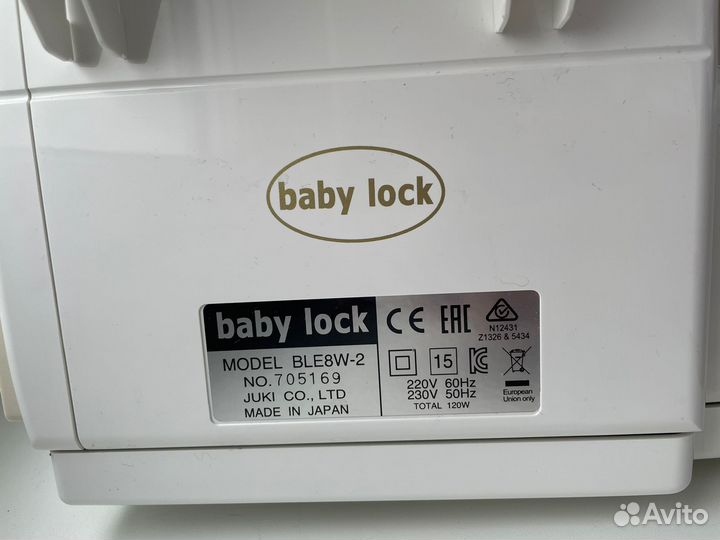 baby lock
baby lock
MODEL BLE8W-2
NO. 705169
JUKI CO., LTD
MADE IN JAPAN
CE EAC
N12431
Z1326 & 5434
15
220V 60Hz
230V 50Hz
TOTAL 120W
European
Union only
Avito